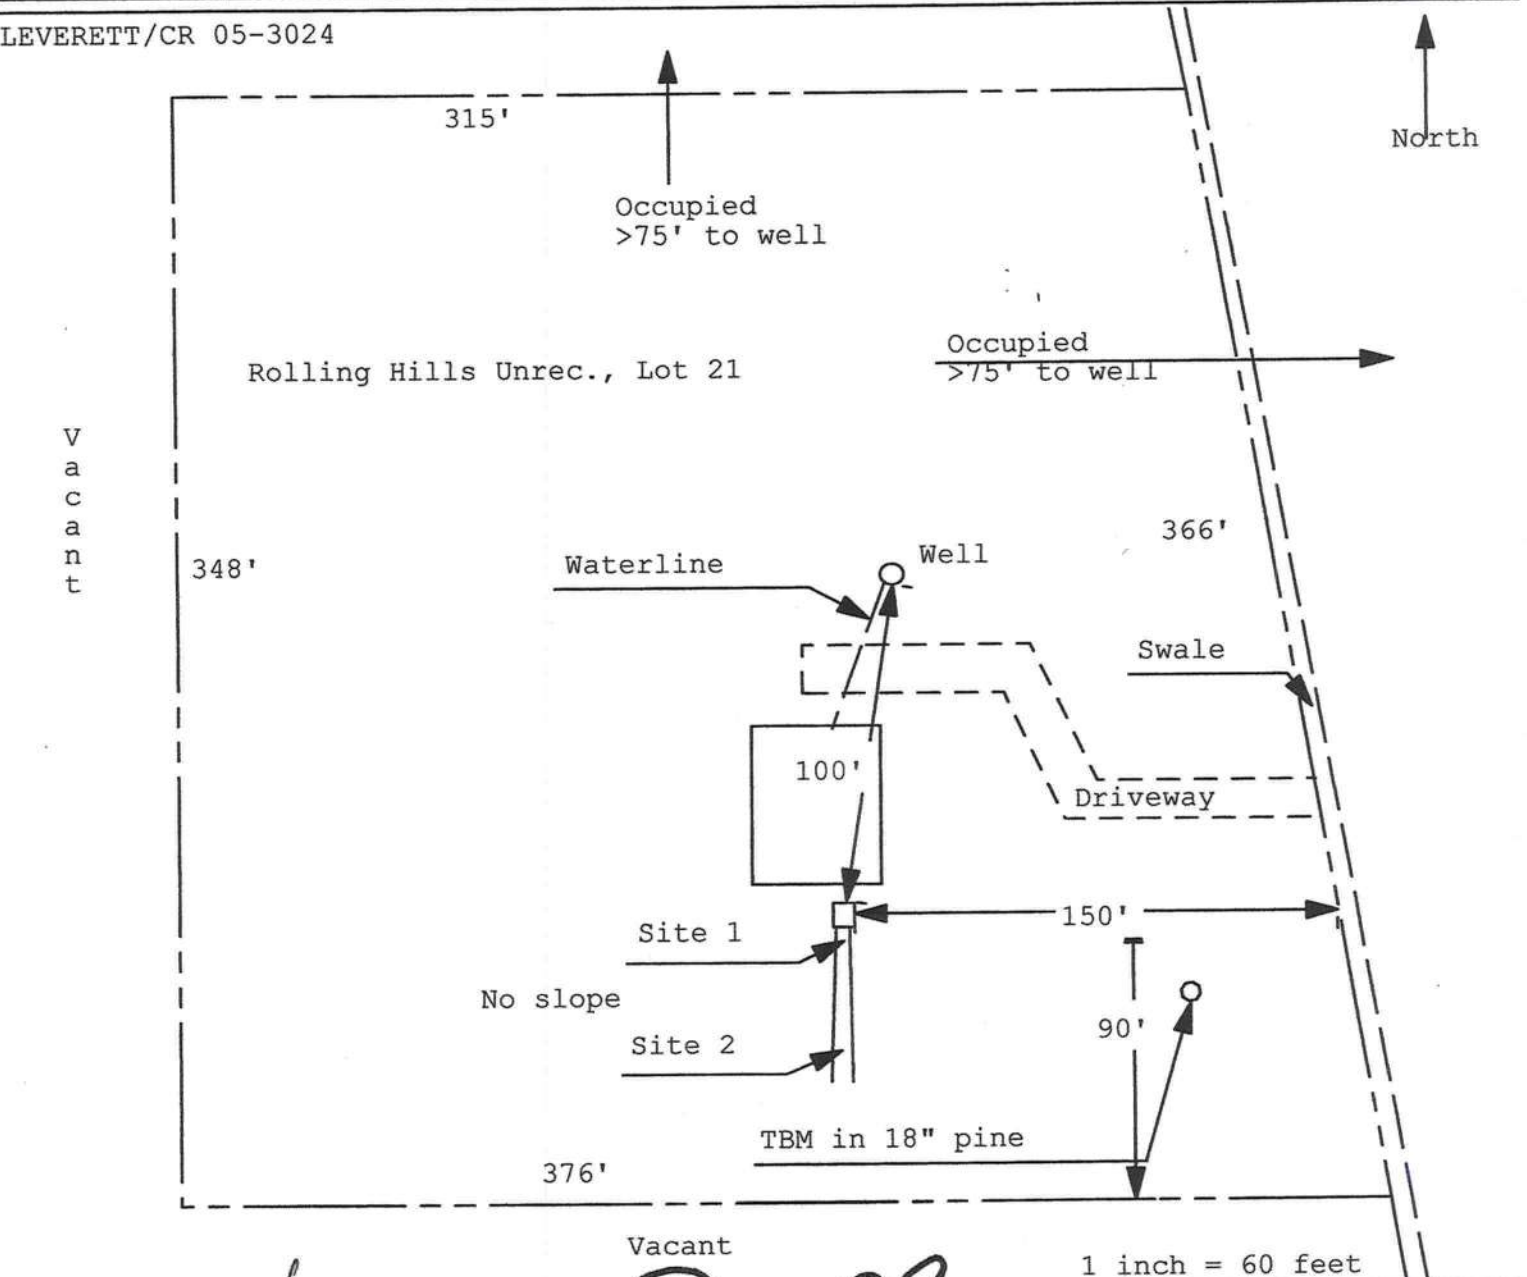 LEVERETT/CR 05-3024
North
315'
Occupied
>75' to well
Occupied
>75' to well
Rolling Hills Unrec., Lot 21
Vacant
366'
348'
Waterline
Well
Swale
100'
Driveway
150'
Site 1
No slope
90'
Site 2
TBM in 18" pine
376'
Vacant
1 inch = 60 feet